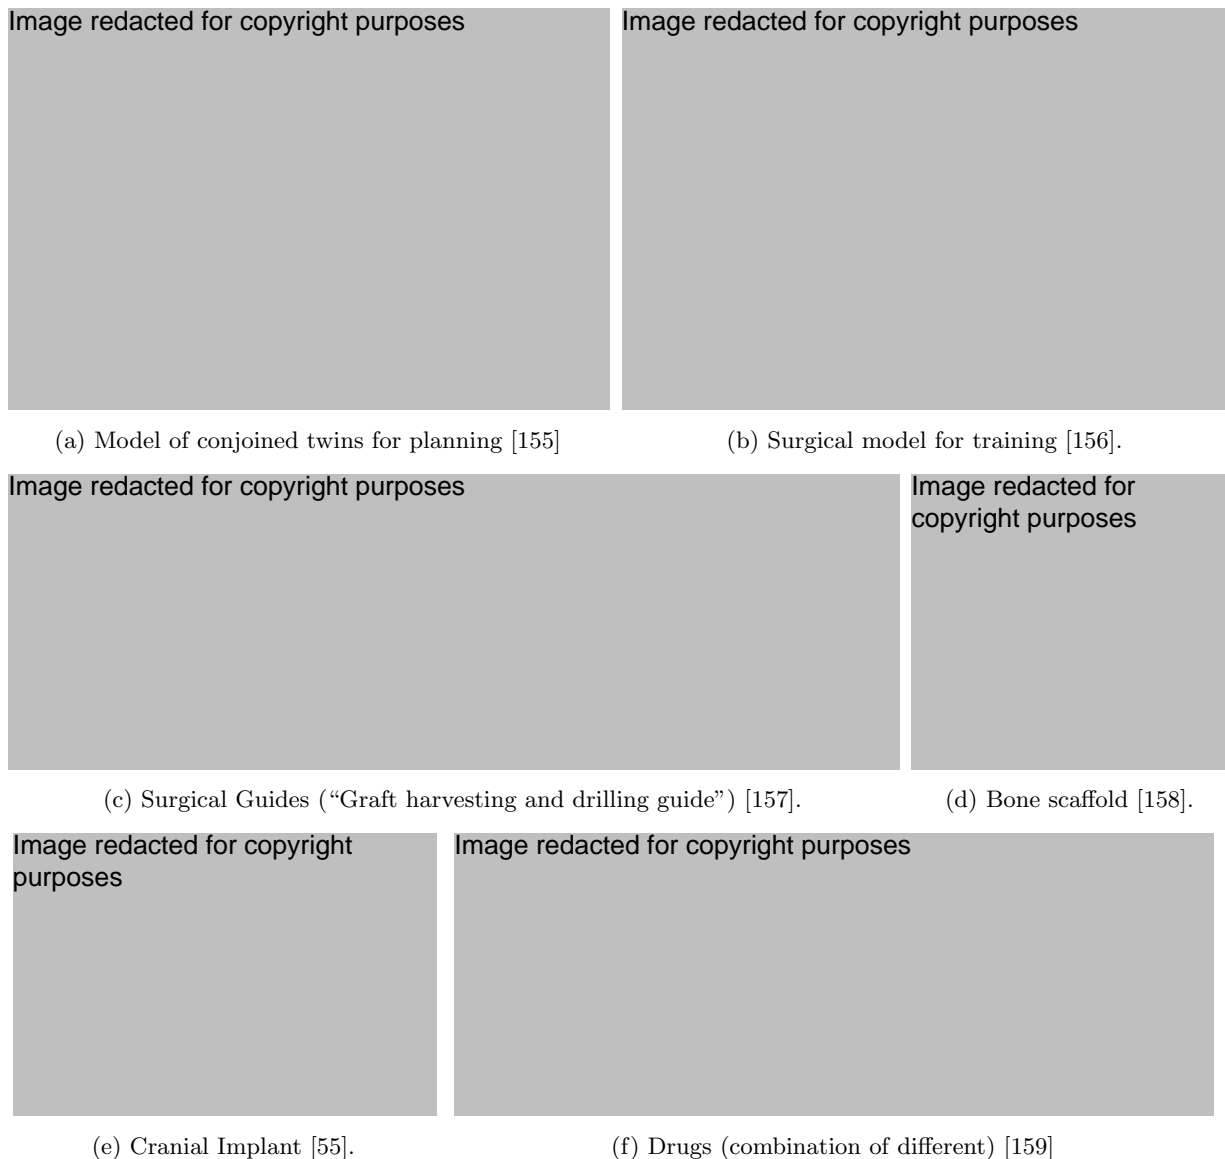 Image redacted for copyright purposes
Image redacted for copyright purposes
(a) Model of conjoined twins for planning [155]
(b) Surgical model for training [156].
Image redacted for copyright purposes
Image redacted for
copyright purposes
(c) Surgical Guides (“Graft harvesting and drilling guide”) [157].
(d) Bone scaffold [158].
Image redacted for copyright
purposes
Image redacted for copyright purposes
(e) Cranial Implant [55].
(f) Drugs (combination of different) [159]